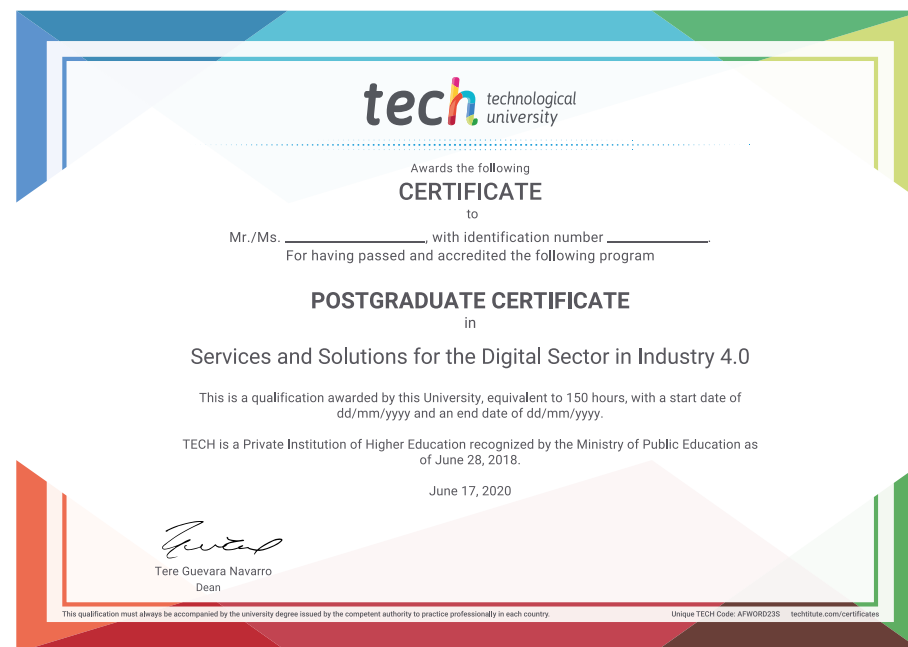 tech technological
university
Awards the following
CERTIFICATE
to
Mr./Ms. ____________________, with identification number ______________.
For having passed and accredited the following program
POSTGRADUATE CERTIFICATE
in
Services and Solutions for the Digital Sector in Industry 4.0
This is a qualification awarded by this University, equivalent to 150 hours, with a start date of
dd/mm/yyyy and an end date of dd/mm/yyyy.
TECH is a Private Institution of Higher Education recognized by the Ministry of Public Education as
of June 28, 2018.
June 17, 2020
Tere Guevara Navarro
Dean
This qualification must always be accompanied by the university degree issued by the competent authority to practice professionally in each country.
Unique TECH Code: AFWORD23S techtitute.com/certificates